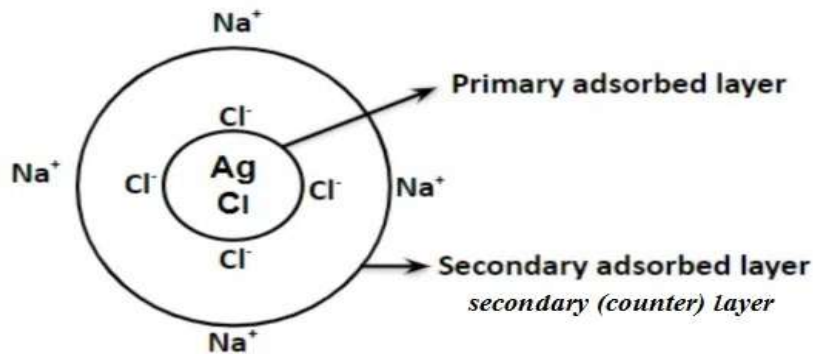 Na⁺
Primary adsorbed layer
Cl⁻
Na⁺ Cl⁻ Ag Cl⁻ Na⁺
Cl
Cl⁻
Secondary adsorbed layer
secondary (counter) layer
Na⁺